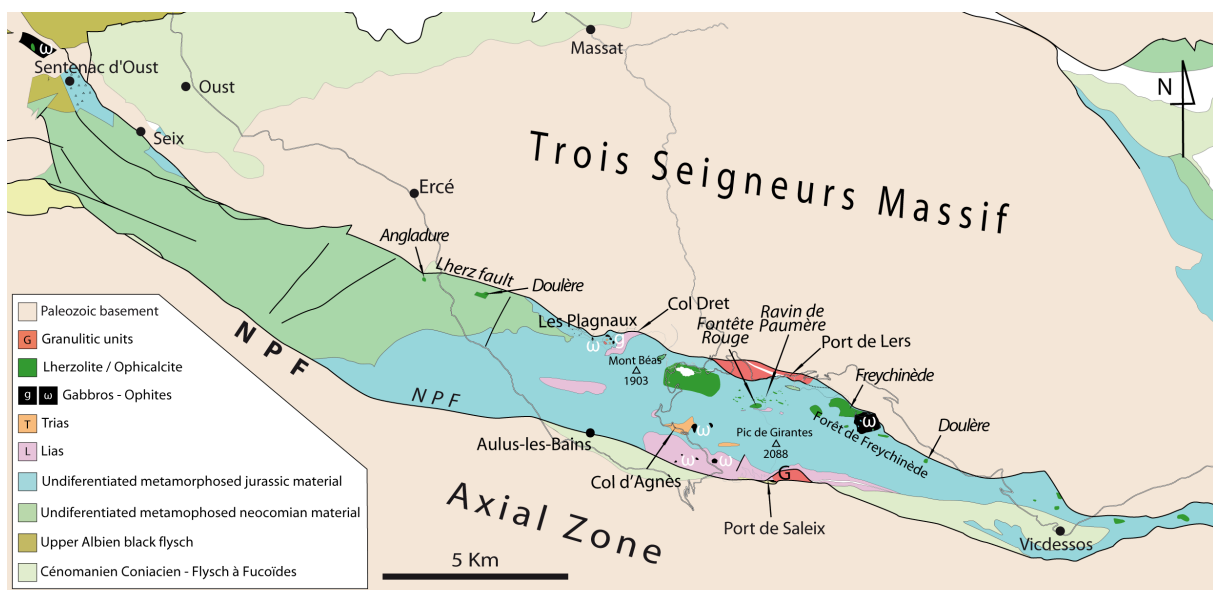 Massat
ω
Sentenac d'Oust
Oust
N
Seix
Trois Seigneurs Massif
Ercé
Angladure
Lherz fault
Doulère
Les Plagnaux
ω
g
Col Dret
Mont Béas
1903
Fontête
Rouge
Ravin de
Paumère
Port de Lers
Freychinède
ω
Forêt de Freychinède
Doulère
NPF
NPF
Aulus-les-Bains
ω
Pic de Girantes
2088
ω
ω
Col d'Agnès
G
Port de Saleix
Vicdessos
Axial Zone
5 Km
Paleozoic basement
G Granulitic units
Lherzolite / Ophicalcite
g ω Gabbros - Ophites
T Trias
L Lias
Undifferentiated metamorphosed jurassic material
Undifferentiated metamophosed neocomian material
Upper Albien black flysch
Cénomanien Coniacien - Flysch à Fucoïdes